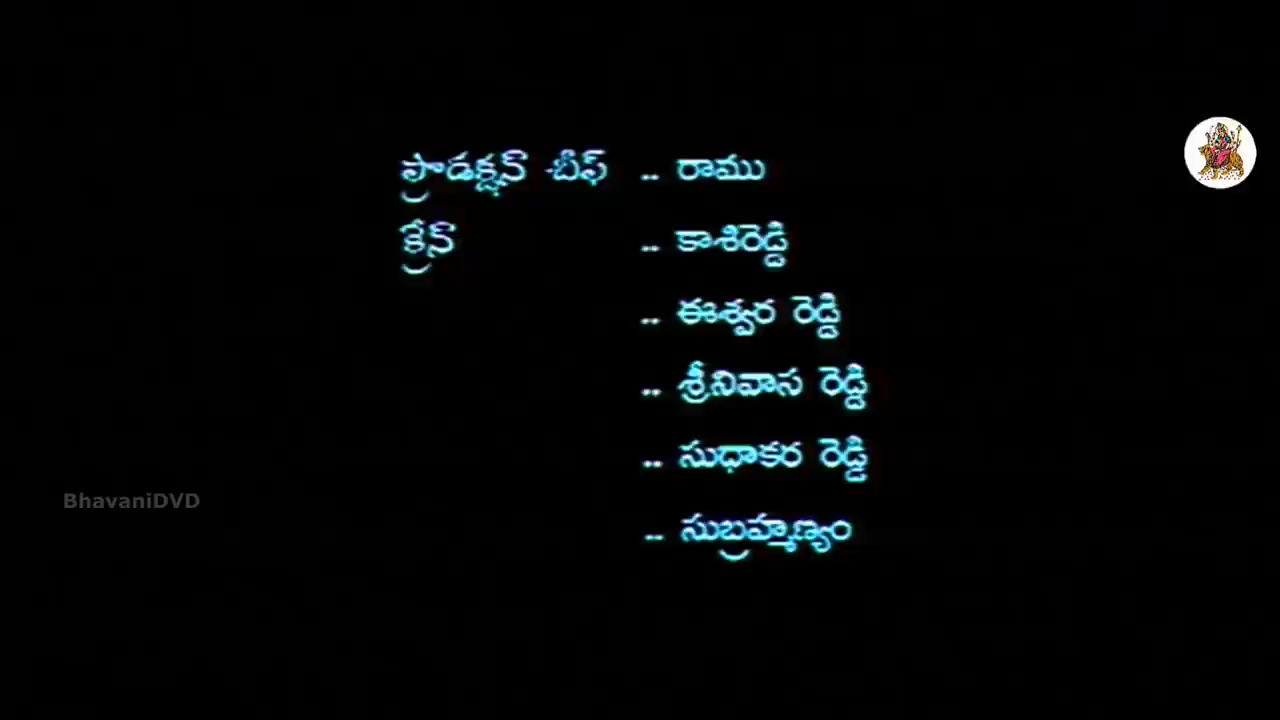 ప్రొడక్షన్ చీఫ్ .. రాము
క్రేన్ .. కాశిరెడ్డి
.. ఈశ్వర రెడ్డి
.. శ్రీనివాస రెడ్డి
.. సుధాకర రెడ్డి
BhavaniDVD
.. సుబ్రహ్మణ్యం